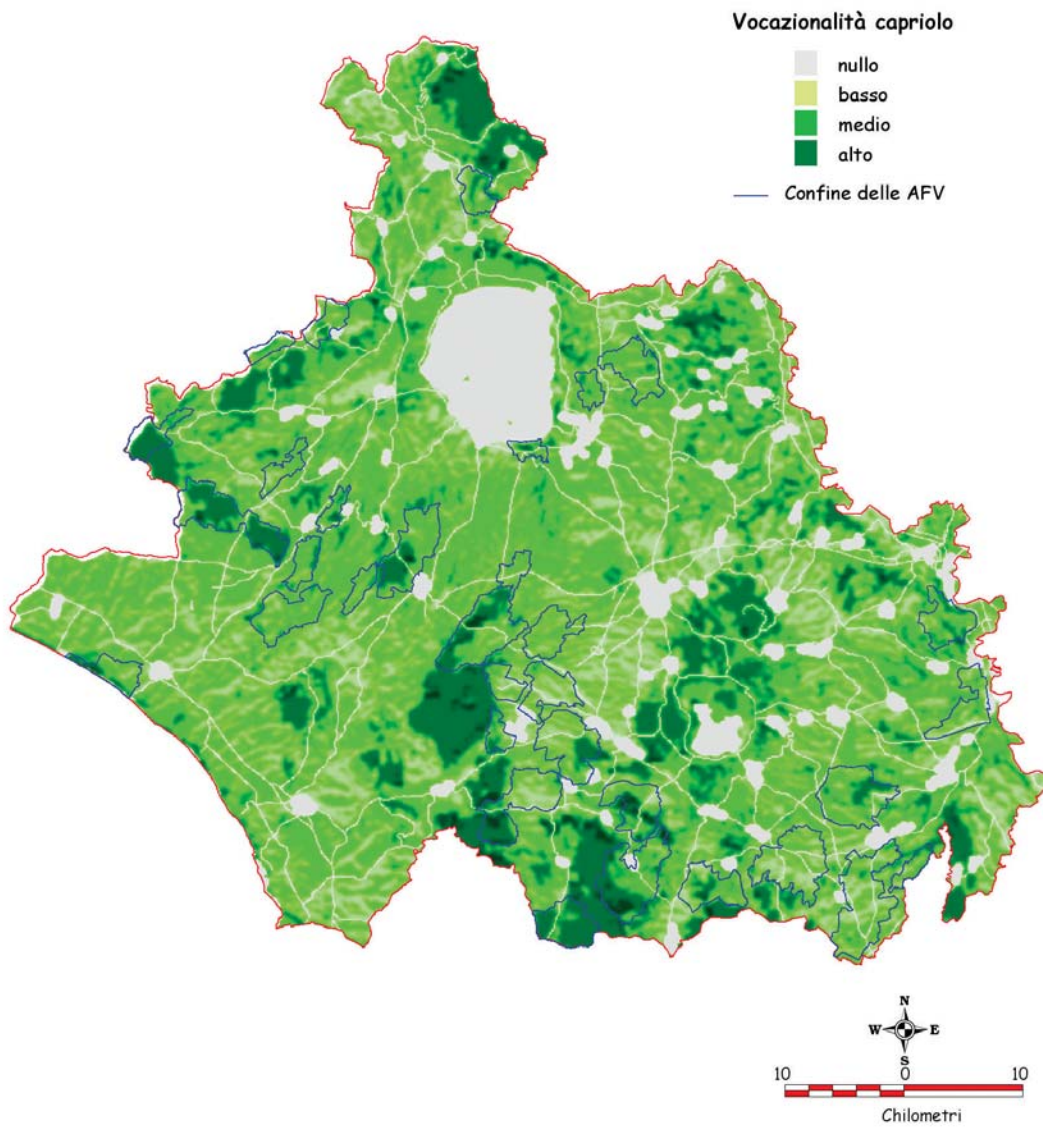 Vocazionalità capriolo
nullo
basso
medio
alto
Confine delle AFV
N
W E
S
10 0 10
Chilometri